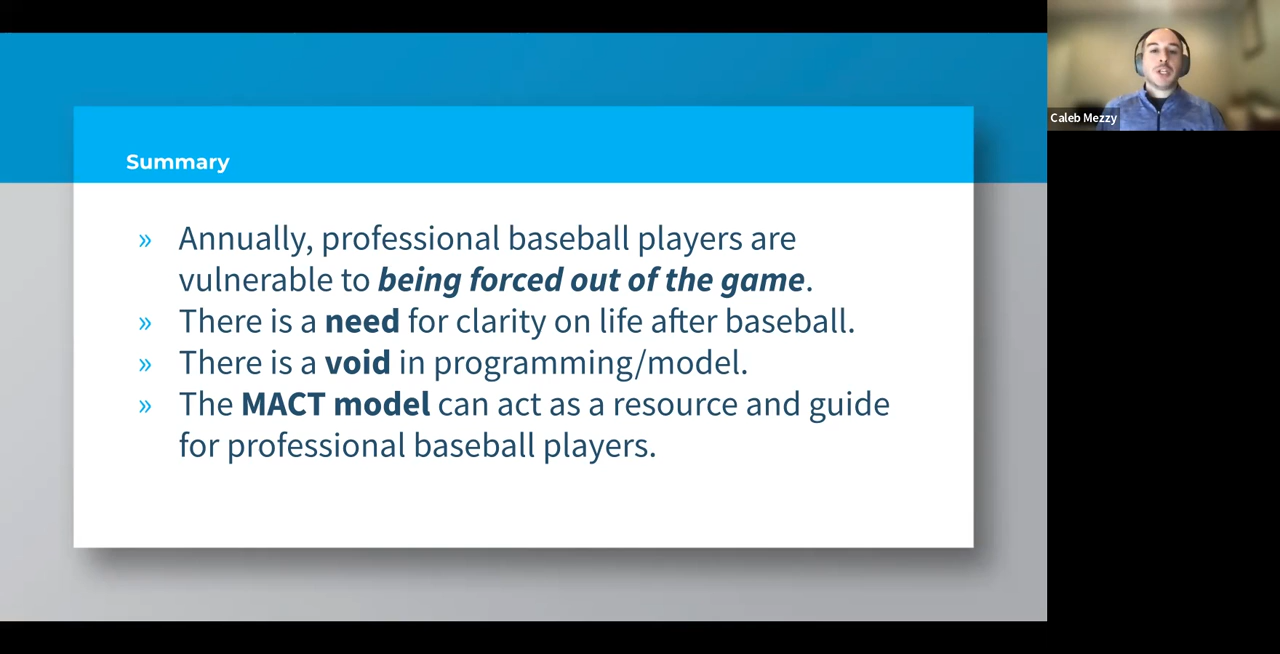 Summary
» Annually, professional baseball players are
vulnerable to being forced out of the game.
» There is a need for clarity on life after baseball.
» There is a void in programming/model.
» The MACT model can act as a resource and guide
for professional baseball players.
Caleb Mezzy